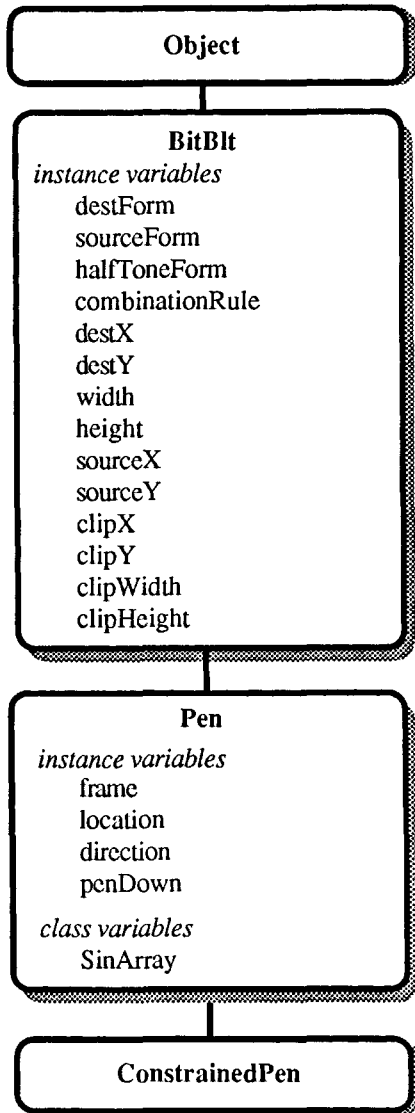 Object
BitBlt
instance variables
destForm
sourceForm
halfToneForm
combinationRule
destX
destY
width
height
sourceX
sourceY
clipX
clipY
clipWidth
clipHeight
Pen
instance variables
frame
location
direction
penDown
class variables
SinArray
ConstrainedPen